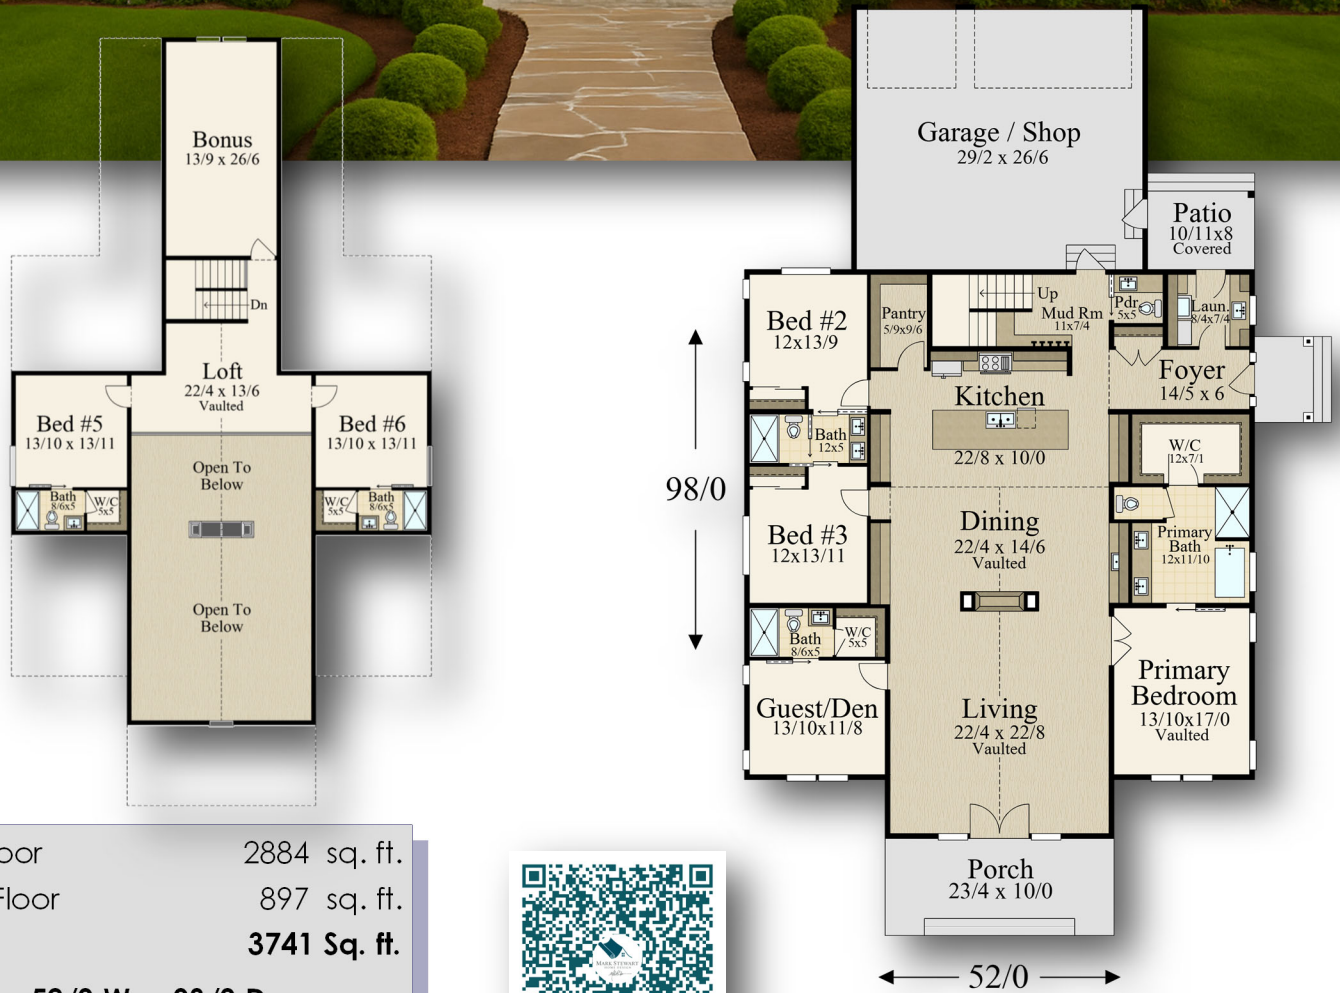 Bonus
13/9 x 26/6
Dn
Loft
22/4 x 13/6
Vaulted
Bed #5
13/10 x 13/11
Bed #6
13/10 x 13/11
Bath
8/6x5
W/C
5x5
W/C
5x5
Bath
8/6x5
Open To
Below
Open To
Below
oor 2884 sq. ft.
Floor 897 sq. ft.
3741 Sq. ft.
MARK STEWART
98/0
Garage / Shop
29/2 x 26/6
Patio
10/11x8
Covered
Bed #2
12x13/9
Pantry
5/9x9/6
Up
Mud Rm
11x7/4
Pdr
5x5
Laun.
8/4x7/4
Foyer
14/5 x 6
Kitchen
22/8 x 10/0
Bath
12x5
W/C
12x7/1
Bed #3
12x13/11
Dining
22/4 x 14/6
Vaulted
Primary
Bath
12x11/10
Bath
8/6x5
W/C
5x5
Guest/Den
13/10x11/8
Living
22/4 x 22/8
Vaulted
Primary
Bedroom
13/10x17/0
Vaulted
Porch
23/4 x 10/0
52/0